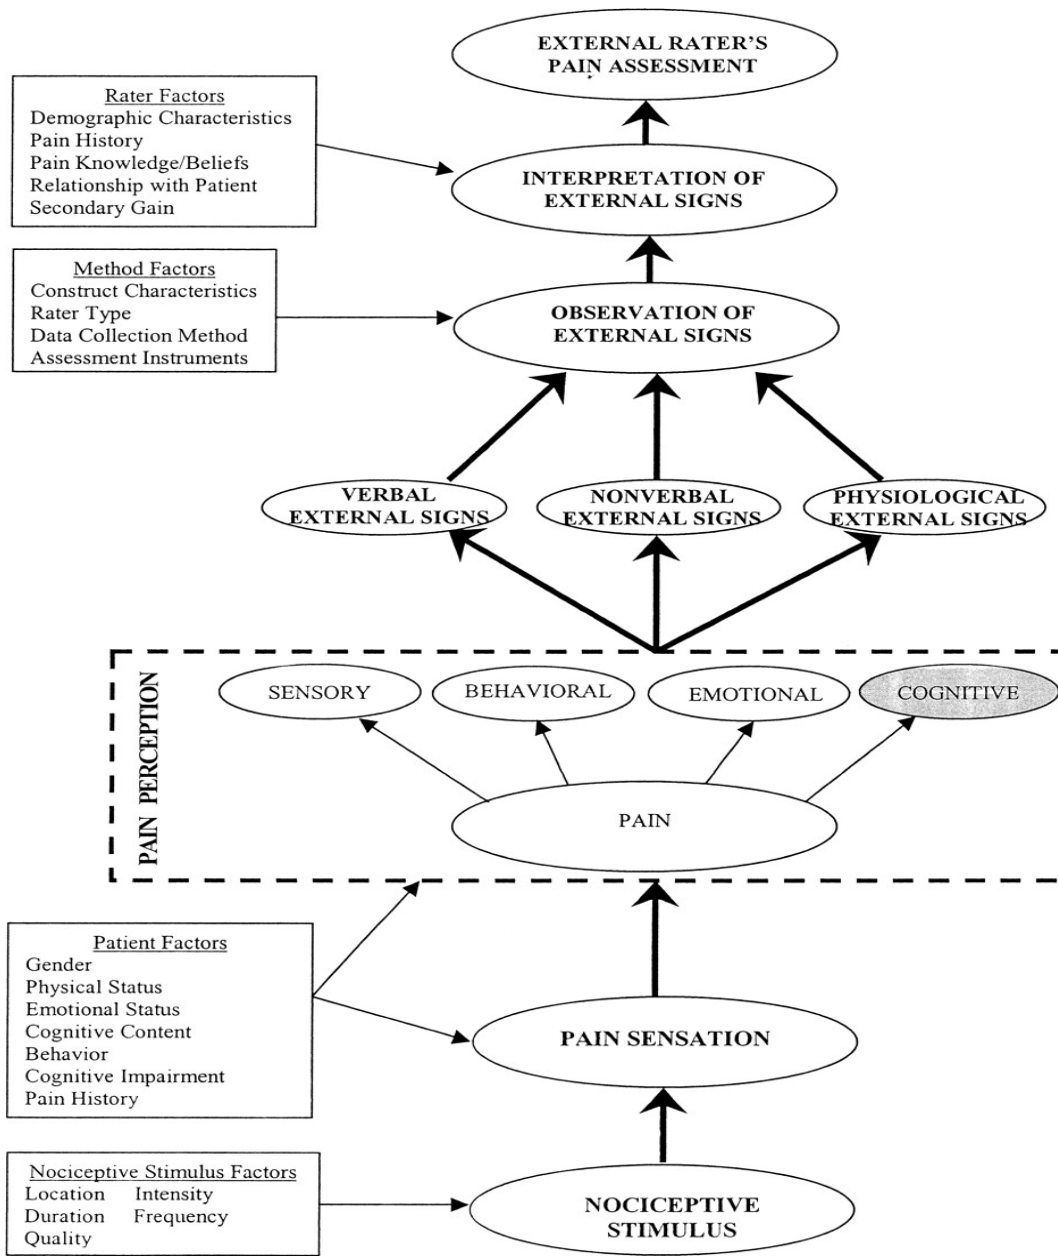 EXTERNAL RATER'S
PAIN ASSESSMENT
Rater Factors
Demographic Characteristics
Pain History
Pain Knowledge/Beliefs
Relationship with Patient
Secondary Gain
INTERPRETATION OF
EXTERNAL SIGNS
Method Factors
Construct Characteristics
Rater Type
Data Collection Method
Assessment Instruments
OBSERVATION OF
EXTERNAL SIGNS
VERBAL
EXTERNAL SIGNS
NONVERBAL
EXTERNAL SIGNS
PHYSIOLOGICAL
EXTERNAL SIGNS
PAIN PERCEPTION
SENSORY
BEHAVIORAL
EMOTIONAL
COGNITIVE
PAIN
Patient Factors
Gender
Physical Status
Emotional Status
Cognitive Content
Behavior
Cognitive Impairment
Pain History
PAIN SENSATION
Nociceptive Stimulus Factors
Location Intensity
Duration Frequency
Quality
NOCICEPTIVE
STIMULUS